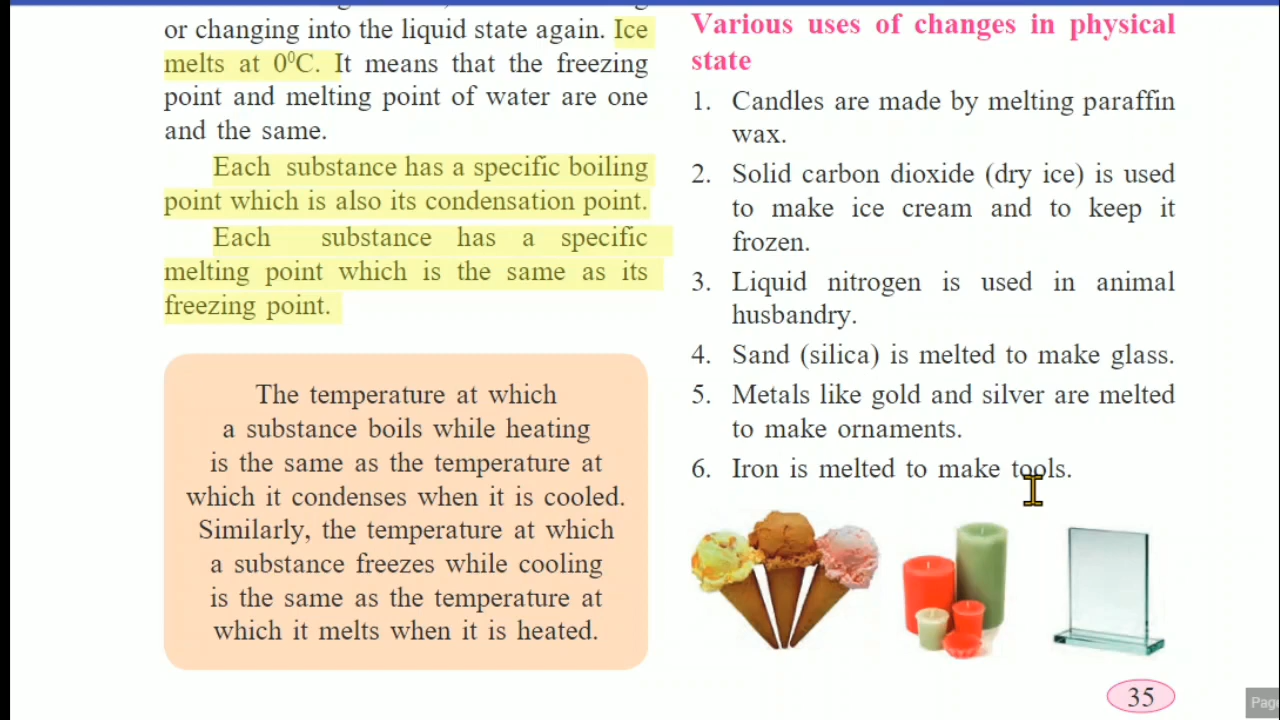 or changing into the liquid state again. Ice
melts at 0⁰C. It means that the freezing
point and melting point of water are one
and the same.
Each substance has a specific boiling
point which is also its condensation point.
Each substance has a specific
melting point which is the same as its
freezing point.
The temperature at which
a substance boils while heating
is the same as the temperature at
which it condenses when it is cooled.
Similarly, the temperature at which
a substance freezes while cooling
is the same as the temperature at
which it melts when it is heated.
Various uses of changes in physical
state
1. Candles are made by melting paraffin
wax.
2. Solid carbon dioxide (dry ice) is used
to make ice cream and to keep it
frozen.
3. Liquid nitrogen is used in animal
husbandry.
4. Sand (silica) is melted to make glass.
5. Metals like gold and silver are melted
to make ornaments.
6. Iron is melted to make tools.
35